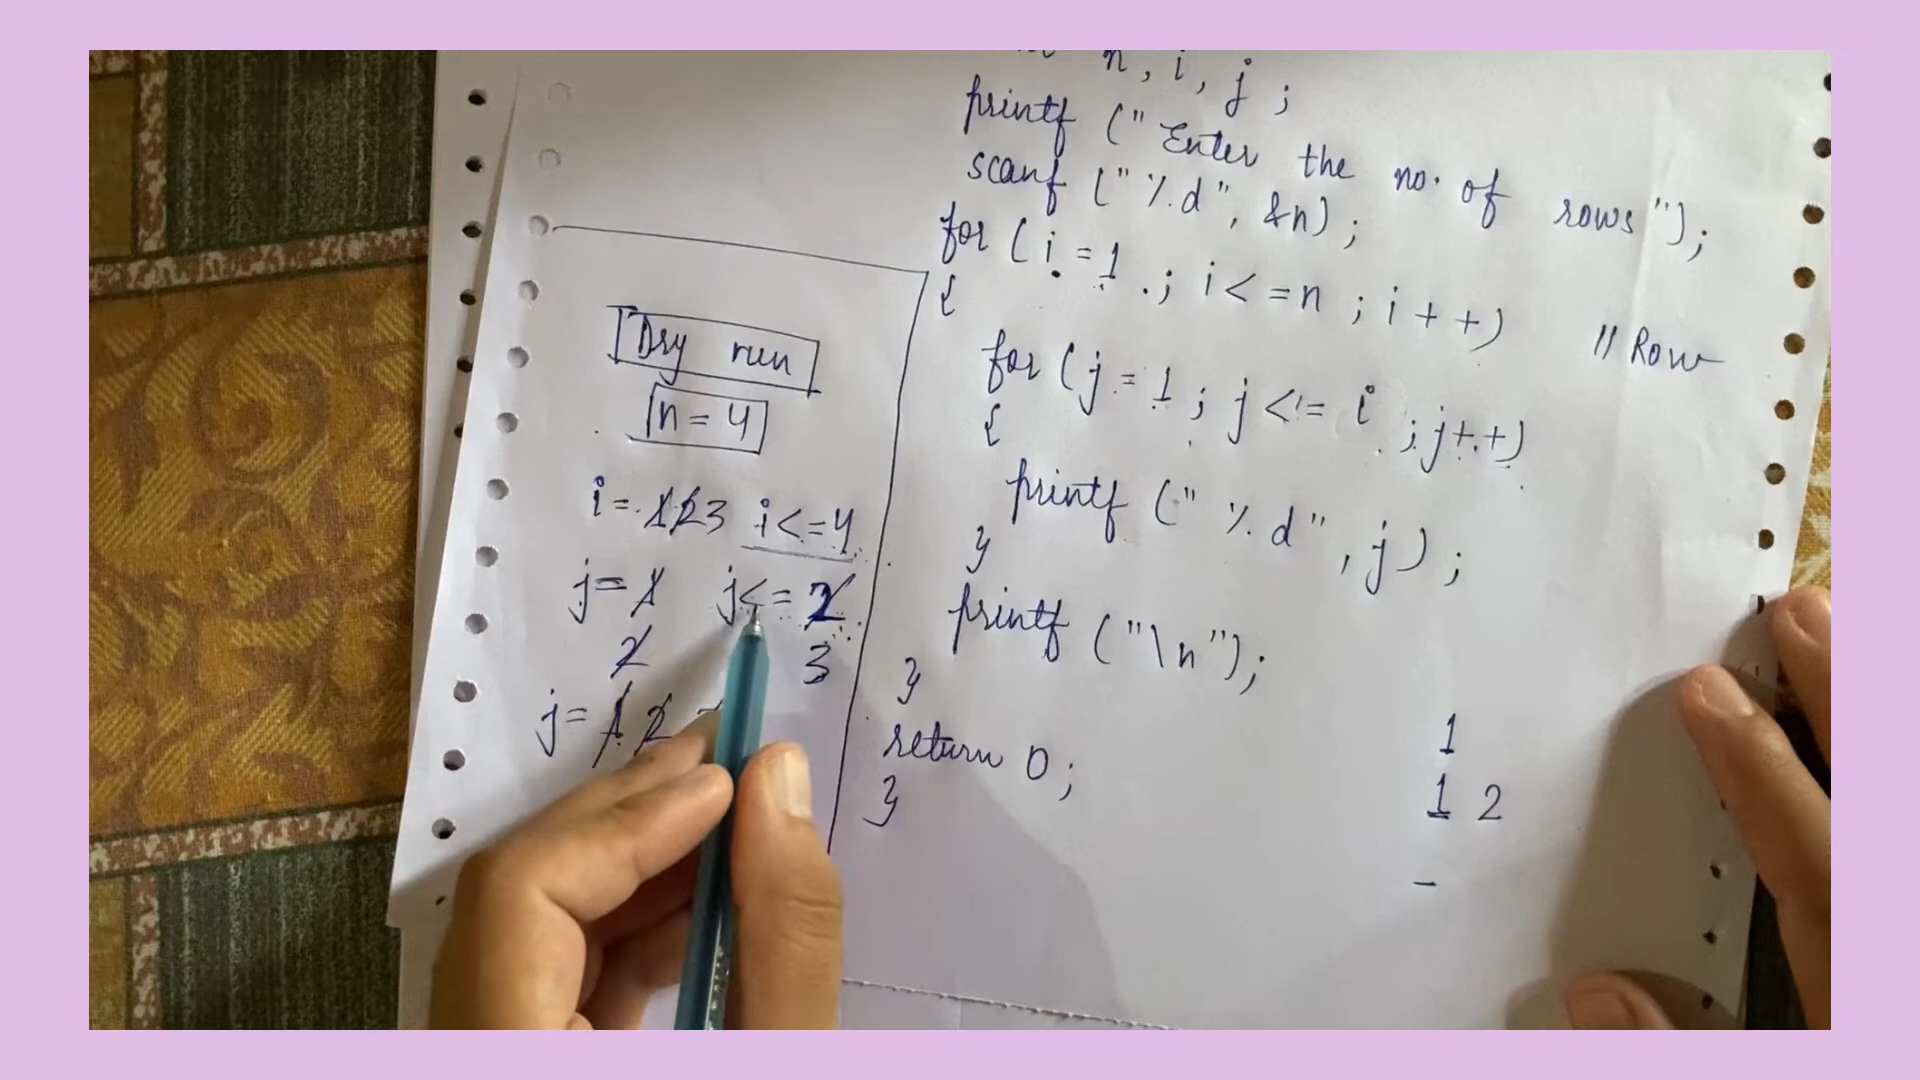 n, i, j ;
printf (" Enter the no. of rows");
scanf (" %d", &n) ;
for ( i = 1 ; i < = n ; i + + ) // Row
{
for ( j = 1 ; j < = i ; j++)
{
printf (" %d" , j ) ;
}
printf ("\n");
}
return 0 ;
}
Dry run
n = 4
i = 1 2 3 i < = 4
j = 1 j < = 2
2 3
j = 1 2
1
1 2
-